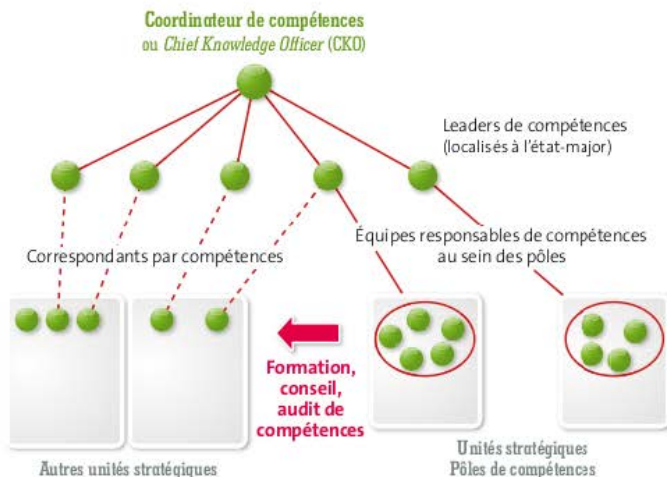 Coordinateur de compétences
ou Chief Knowledge Officer (CKO)
Leaders de compétences
(localisés à l'état-major)
Correspondants par compétences
Équipes responsables de compétences
au sein des pôles
Formation,
conseil,
audit de
compétences
Autres unités stratégiques
Unités stratégiques
Pôles de compétences